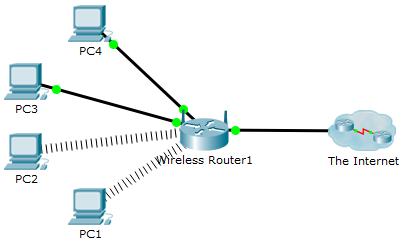 PC4
PC3
PC2
PC1
Wireless Router1
The Internet